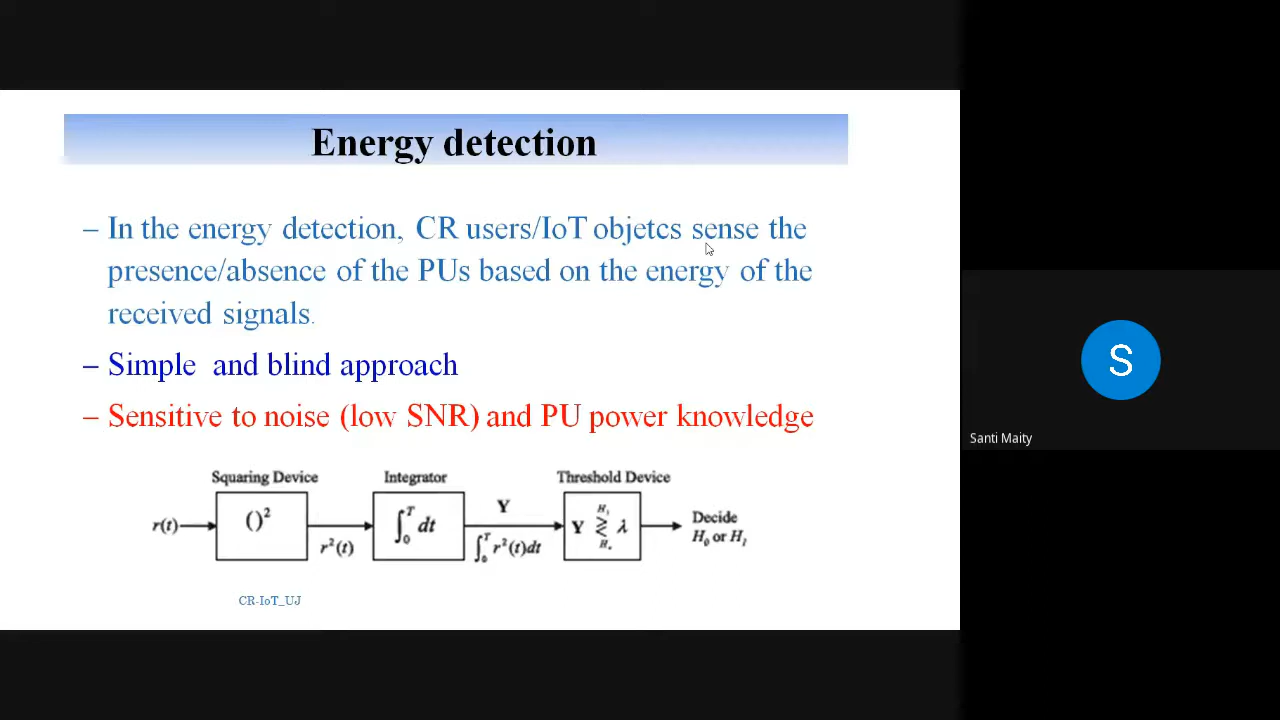 Energy detection
– In the energy detection, CR users/IoT objetcs sense the
presence/absence of the PUs based on the energy of the
received signals.
– Simple and blind approach
– Sensitive to noise (low SNR) and PU power knowledge
Squaring Device Integrator Threshold Device
r(t) ()² r²(t) ∫₀ᵀ dt Y ∫₀ᵀ r²(t)dt Y ≷ λ Decide
H₀ or H₁
CR-IoT_UJ
S
Santi Maity